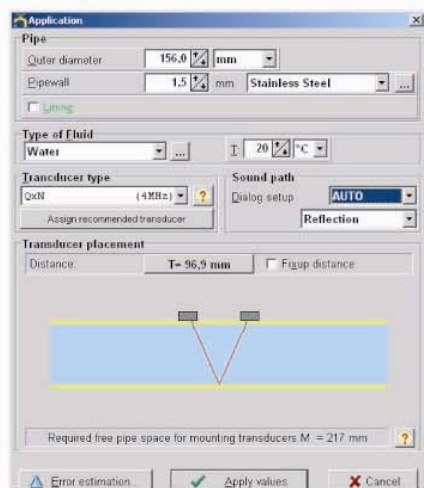 Application
Pipe
Outer diameter 156,0 mm
Pipewall 1,5 mm Stainless Steel ...
Lining
Type of Fluid
Water ... T: 20 °C
Trancducer type
QxN (4MHz) ?
Assign recommended transducer
Sound path
Dialog setup AUTO
Reflection
Transducer placement
Distance: T= 96,9 mm Fixup distance
Required free pipe space for mounting transducers M = 217 mm ?
Error estimation... Apply values Cancel